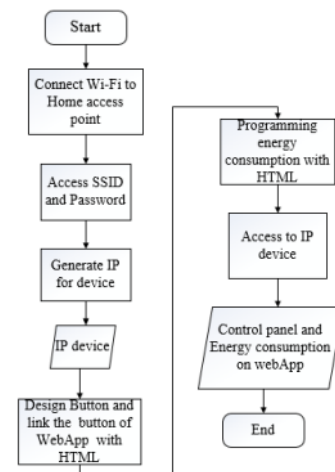 Start
Connect Wi-Fi to
Home access
point
Access SSID
and Password
Generate IP
for device
IP device
Design Button and
link the button of
WebApp with
HTML
Programming
energy
consumption with
HTML
Access to IP
device
Control panel and
Energy consumption
on webApp
End